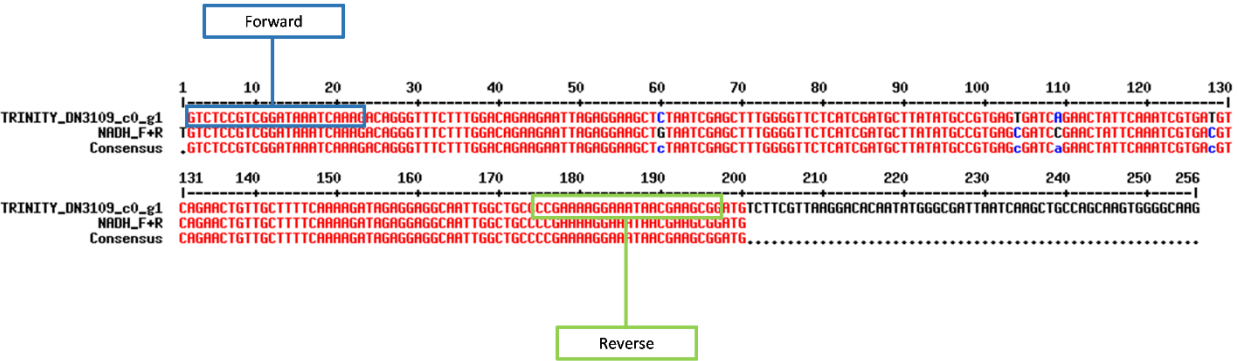 Forward
1 10 20 30 40 50 60 70 80 90 100 110 120 130
TRINITY_DN3109_c0_g1 GTCTCCGTCGGATAAATCAAAGACAGGGTTTCTTTGGACAGAAGAATTAGAGGAAGCTCTAATCGAGCTTTGGGGTTCTCATCGATGCTTATATGCCGTGAGTGATCAGAACTATTCAAATCGTGATGT
NADH_F+R TGTCTCCGTCGGATAAATCAAAGACAGGGTTTCTTTGGACAGAAGAATTAGAGGAAGCTGTAATCGAGCTTTGGGGTTCTCATCGATGCTTATATGCCGTGAGCGATCCGAACTATTCAAATCGTGACGT
Consensus .GTCTCCGTCGGATAAATCAAAGACAGGGTTTCTTTGGACAGAAGAATTAGAGGAAGCTcTAATCGAGCTTTGGGGTTCTCATCGATGCTTATATGCCGTGAGcGATCaGAACTATTCAAATCGTGAcGT
131 140 150 160 170 180 190 200 210 220 230 240 250 256
TRINITY_DN3109_c0_g1 CAGAACTGTTGCTTTTCAAAAGATAGAGGAGGCAATTGGCTGCCCCGAAAAGGAAATAACGAAGCGGATGTCTTCGTTAAGGACACAATATGGGCGATTAATCAAGCTGCCAGCAAGTGGGGCAAG
NADH_F+R CAGAACTGTTGCTTTTCAAAAGATAGAGGAGGCAATTGGCTGCCCCGAAAAGGAAATAACGAAGCGGATG
Consensus CAGAACTGTTGCTTTTCAAAAGATAGAGGAGGCAATTGGCTGCCCCGAAAAGGAAATAACGAAGCGGATG........................................................
Reverse